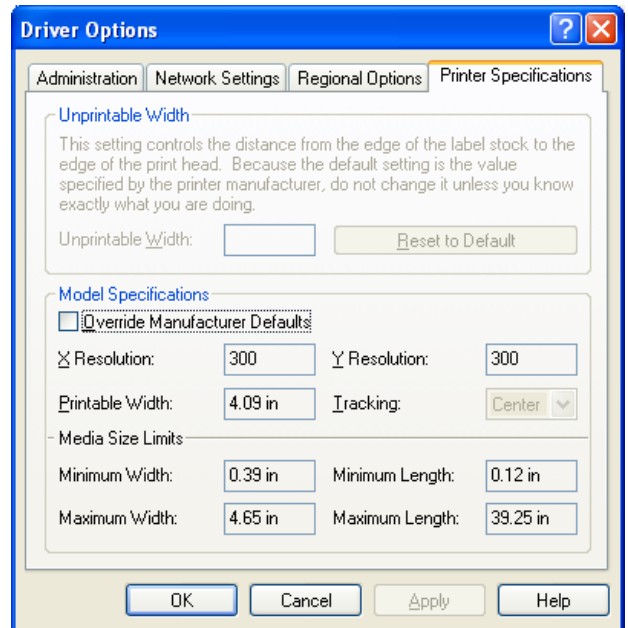 Driver Options
Administration Network Settings Regional Options Printer Specifications
Unprintable Width
This setting controls the distance from the edge of the label stock to the
edge of the print head. Because the default setting is the value
specified by the printer manufacturer, do not change it unless you know
exactly what you are doing.
Unprintable Width: Reset to Default
Model Specifications
Override Manufacturer Defaults
X Resolution: 300 Y Resolution: 300
Printable Width: 4.09 in Tracking: Center
Media Size Limits
Minimum Width: 0.39 in Minimum Length: 0.12 in
Maximum Width: 4.65 in Maximum Length: 39.25 in
OK Cancel Apply Help